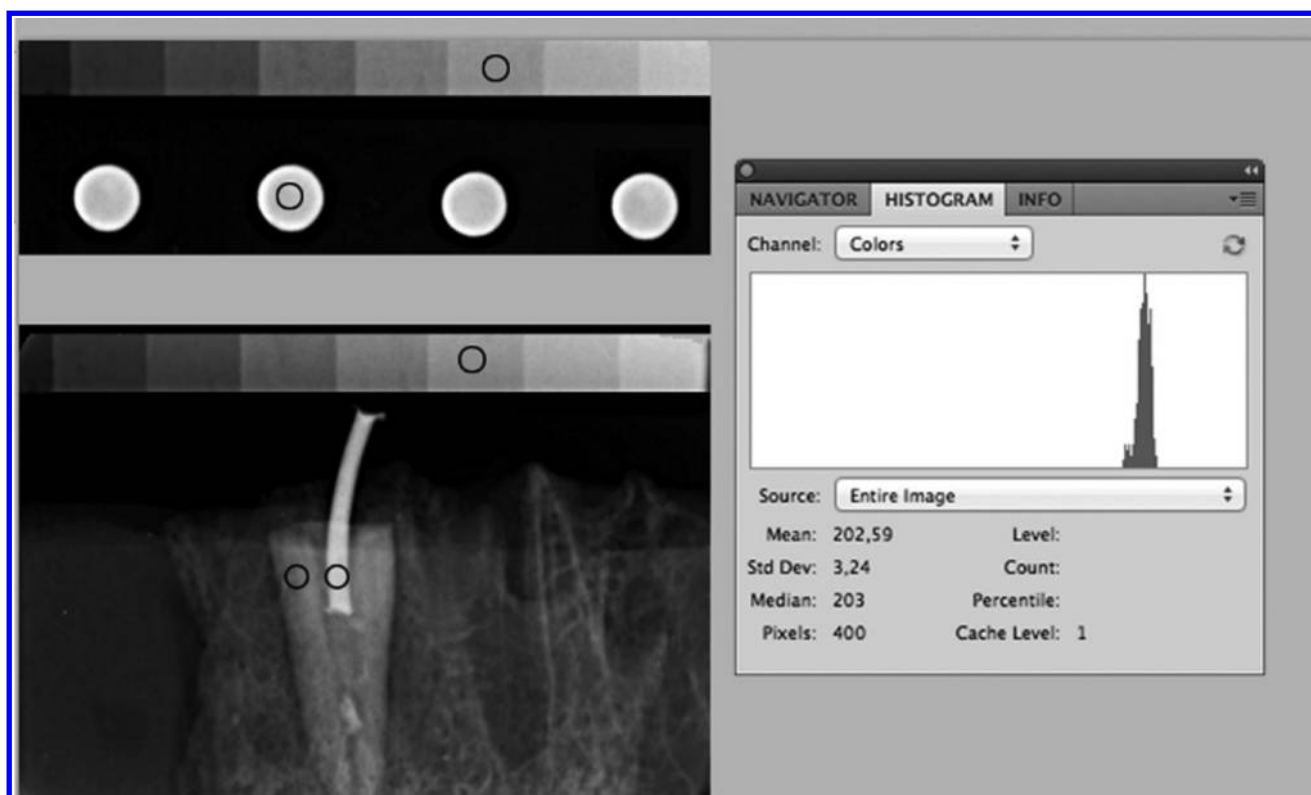 NAVIGATOR HISTOGRAM INFO
Channel: Colors
Source: Entire Image
Mean: 202,59 Level:
Std Dev: 3,24 Count:
Median: 203 Percentile:
Pixels: 400 Cache Level: 1